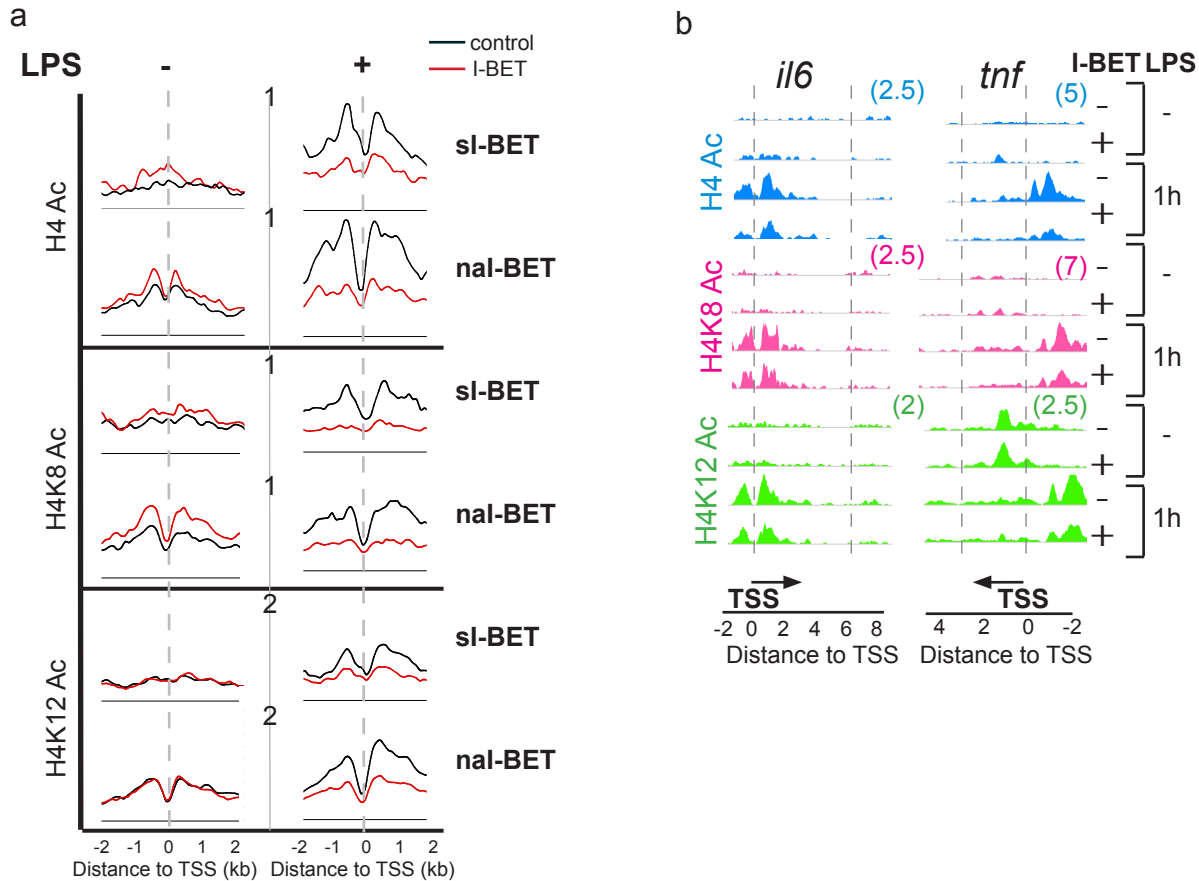 a
control
I-BET
LPS - +
H4 Ac
1
sI-BET
1
naI-BET
H4K8 Ac
1
sI-BET
1
naI-BET
H4K12 Ac
2
sI-BET
2
naI-BET
-2 -1 0 1 2 -2 -1 0 1 2
Distance to TSS (kb) Distance to TSS (kb)
b
il6 tnf I-BET LPS
H4 Ac
(2.5) (5) - -
+
- 1h
+
H4K8 Ac
(2.5) (7) - -
+
- 1h
+
H4K12 Ac
(2) (2.5) - -
+
- 1h
+
TSS TSS
-2 0 2 4 6 8 4 2 0 -2
Distance to TSS Distance to TSS